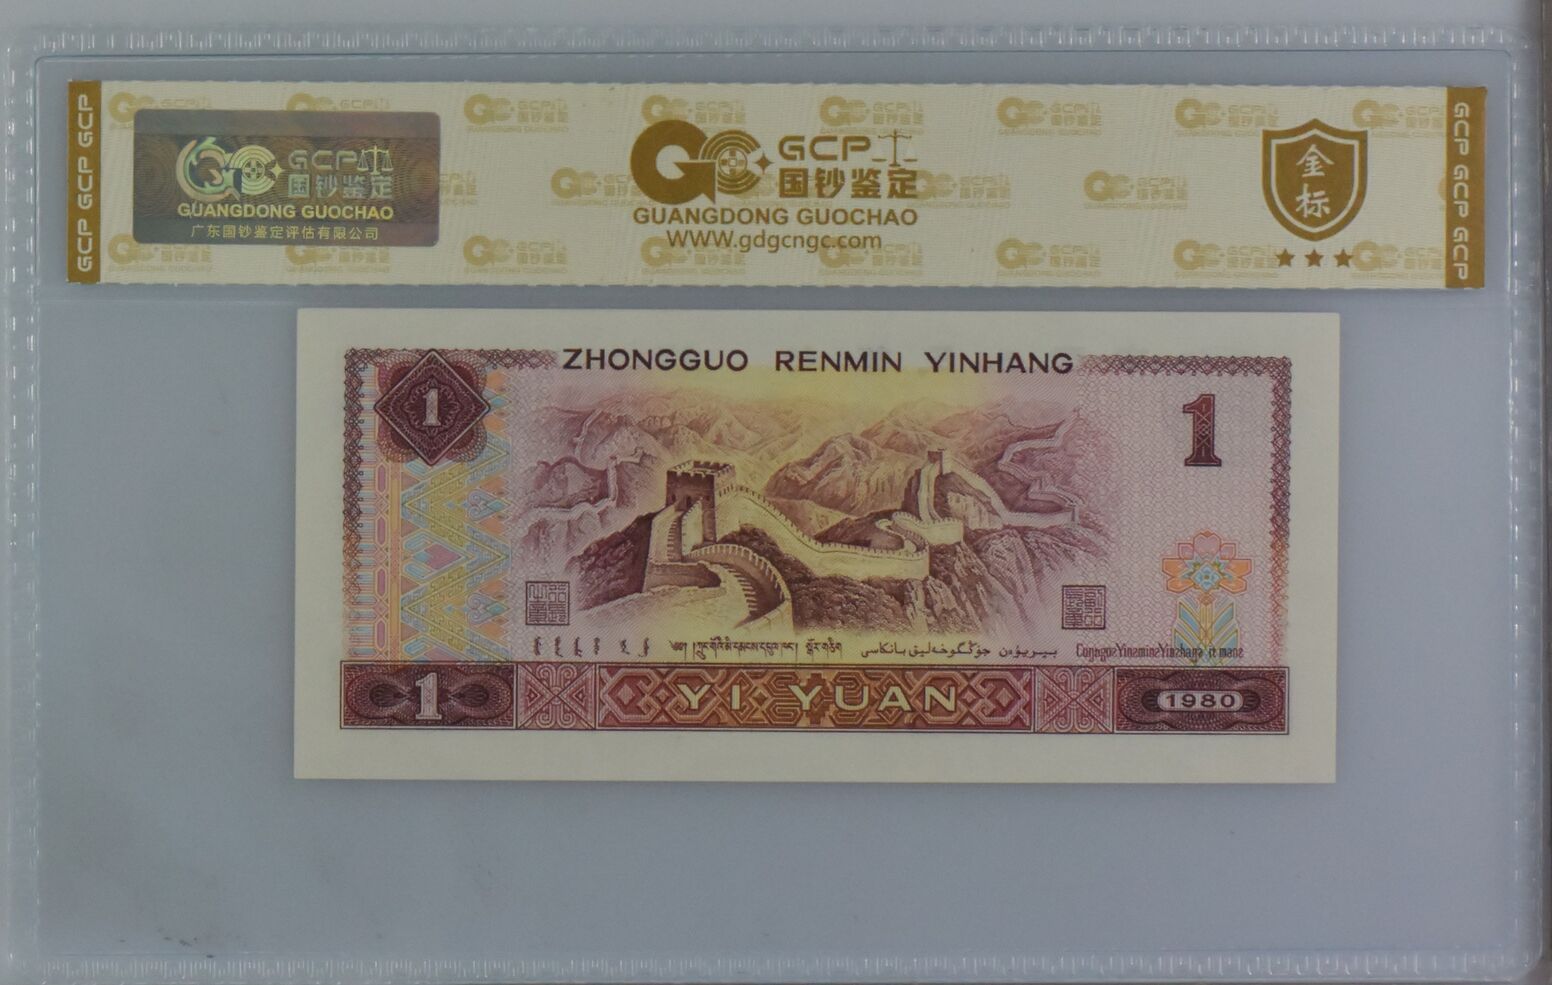 GCP GCP GCP
GCP 国钞鉴定
GUANGDONG GUOCHAO
广东国钞鉴定评估有限公司
GCP
国钞鉴定
GUANGDONG GUOCHAO
WWW.gdgcngc.com
金标
GCP GCP GCP GCP
ZHONGGUO RENMIN YINHANG
1
1
1
YI YUAN
1980